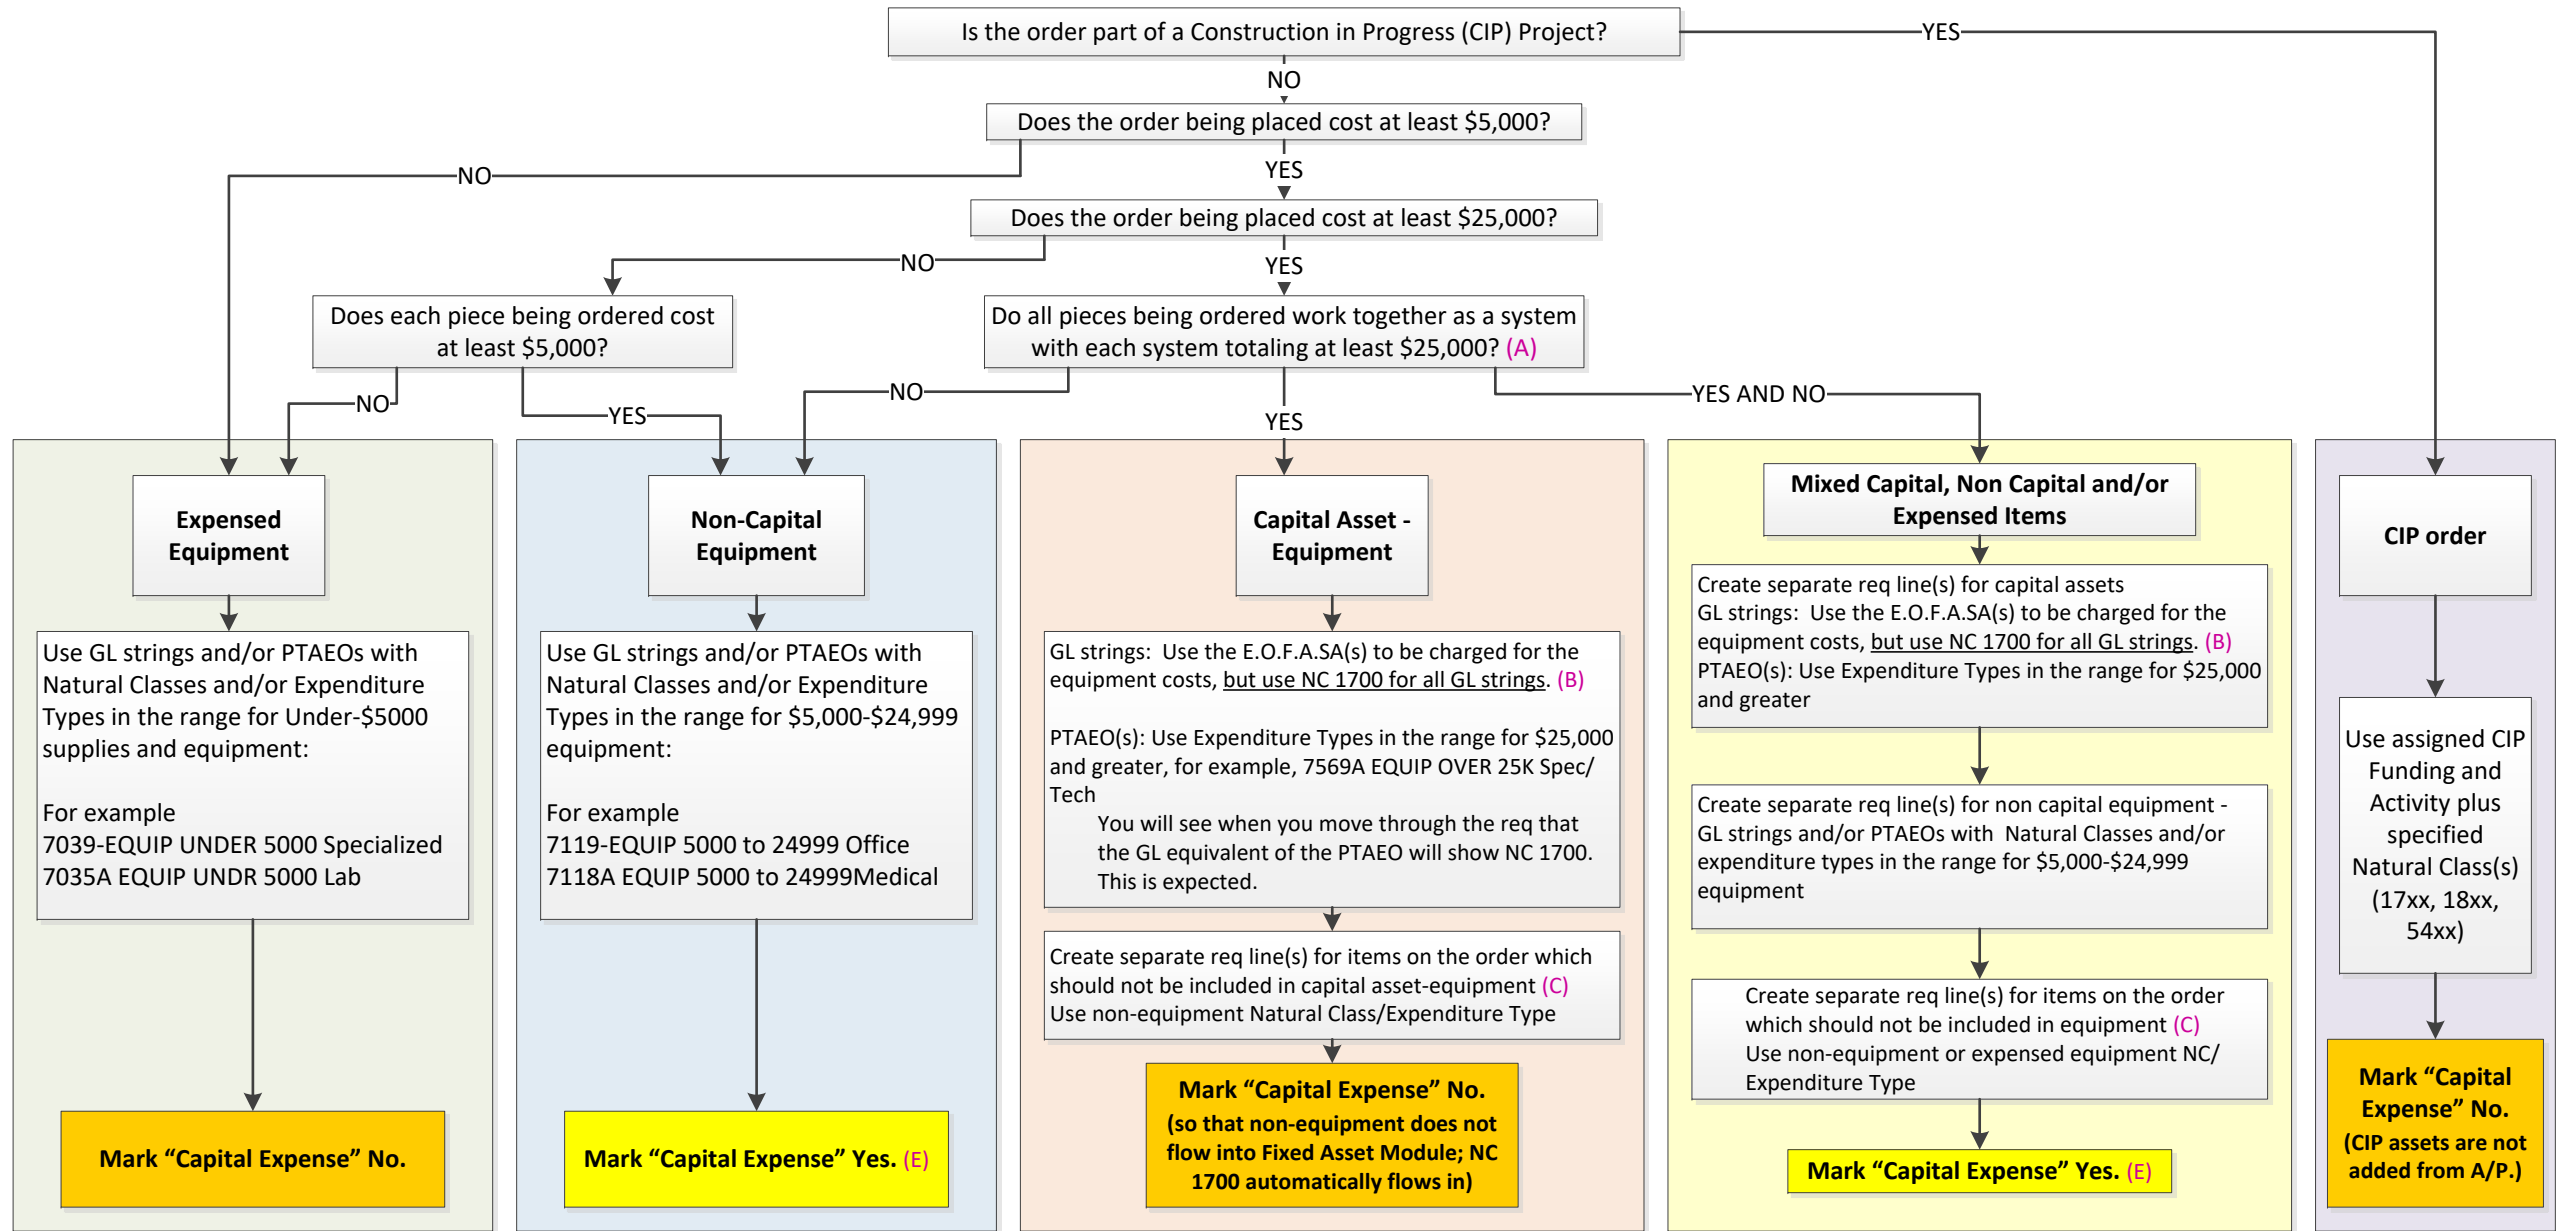 Is the order part of a Construction in Progress (CIP) Project?
YES
NO
Does the order being placed cost at least $5,000?
NO
YES
Does the order being placed cost at least $25,000?
NO
YES
Does each piece being ordered cost
at least $5,000?
Do all pieces being ordered work together as a system
with each system totaling at least $25,000? (A)
NO
YES
NO
YES
YES AND NO
Expensed
Equipment
Use GL strings and/or PTAEOs with
Natural Classes and/or Expenditure
Types in the range for Under-$5000
supplies and equipment:
For example
7039-EQUIP UNDER 5000 Specialized
7035A EQUIP UNDR 5000 Lab
Mark “Capital Expense” No.
Non-Capital
Equipment
Use GL strings and/or PTAEOs with
Natural Classes and/or Expenditure
Types in the range for $5,000-$24,999
equipment:
For example
7119-EQUIP 5000 to 24999 Office
7118A EQUIP 5000 to 24999Medical
Mark “Capital Expense” Yes. (E)
Capital Asset -
Equipment
GL strings:  Use the E.O.F.A.SA(s) to be charged for the
equipment costs, but use NC 1700 for all GL strings. (B)
PTAEO(s): Use Expenditure Types in the range for $25,000
and greater, for example, 7569A EQUIP OVER 25K Spec/
Tech
You will see when you move through the req that
the GL equivalent of the PTAEO will show NC 1700.
This is expected.
Create separate req line(s) for items on the order which
should not be included in capital asset-equipment (C)
Use non-equipment Natural Class/Expenditure Type
Mark “Capital Expense” No.
(so that non-equipment does not
flow into Fixed Asset Module; NC
1700 automatically flows in)
Mixed Capital, Non Capital and/or
Expensed Items
Create separate req line(s) for capital assets
GL strings:  Use the E.O.F.A.SA(s) to be charged for the
equipment costs, but use NC 1700 for all GL strings. (B)
PTAEO(s): Use Expenditure Types in the range for $25,000
and greater
Create separate req line(s) for non capital equipment -
GL strings and/or PTAEOs with  Natural Classes and/or
expenditure types in the range for $5,000-$24,999
equipment
Create separate req line(s) for items on the order
which should not be included in equipment (C)
Use non-equipment or expensed equipment NC/
Expenditure Type
Mark “Capital Expense” Yes. (E)
CIP order
Use assigned CIP
Funding and
Activity plus
specified
Natural Class(s)
(17xx, 18xx,
54xx)
Mark “Capital
Expense” No.
(CIP assets are not
added from A/P.)